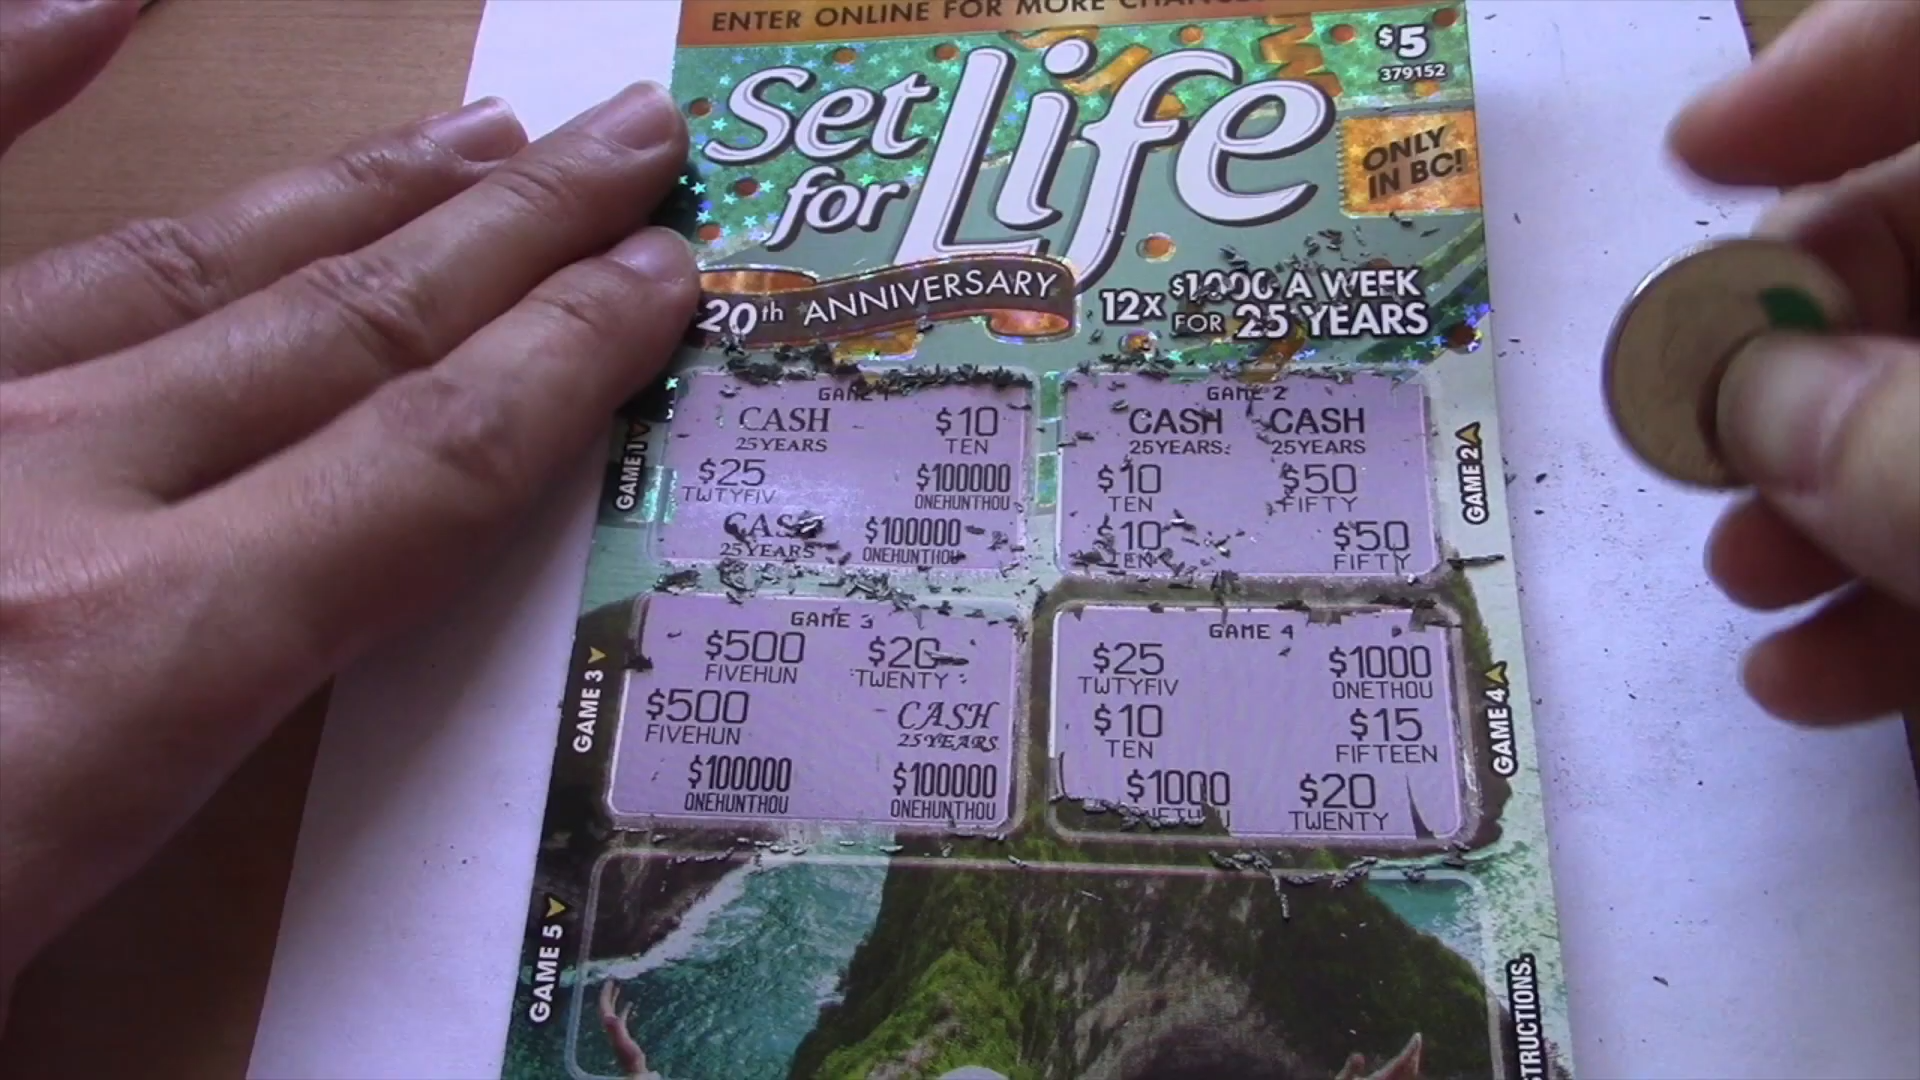 ENTER ONLINE FOR MORE
$5
379152
Set
for Life
ONLY
IN BC!
20th ANNIVERSARY
12x $1000 A WEEK
FOR 25 YEARS
GAME 1
GAME 1
CASH $10
25YEARS TEN
$25 $100000
TWTYFIV ONEHUNTHOU
CASH $100000
25YEARS ONEHUNTHOU
GAME 2
GAME 2
CASH CASH
25YEARS 25YEARS
$10 $50
TEN FIFTY
$10 $50
TEN FIFTY
GAME 3
GAME 3
$500 $20
FIVEHUN TWENTY
$500 CASH
FIVEHUN 25YEARS
$100000 $100000
ONEHUNTHOU ONEHUNTHOU
GAME 4
GAME 4
$25 $1000
TWTYFIV ONETHOU
$10 $15
TEN FIFTEEN
$1000 $20
ONETHOU TWENTY
GAME 5